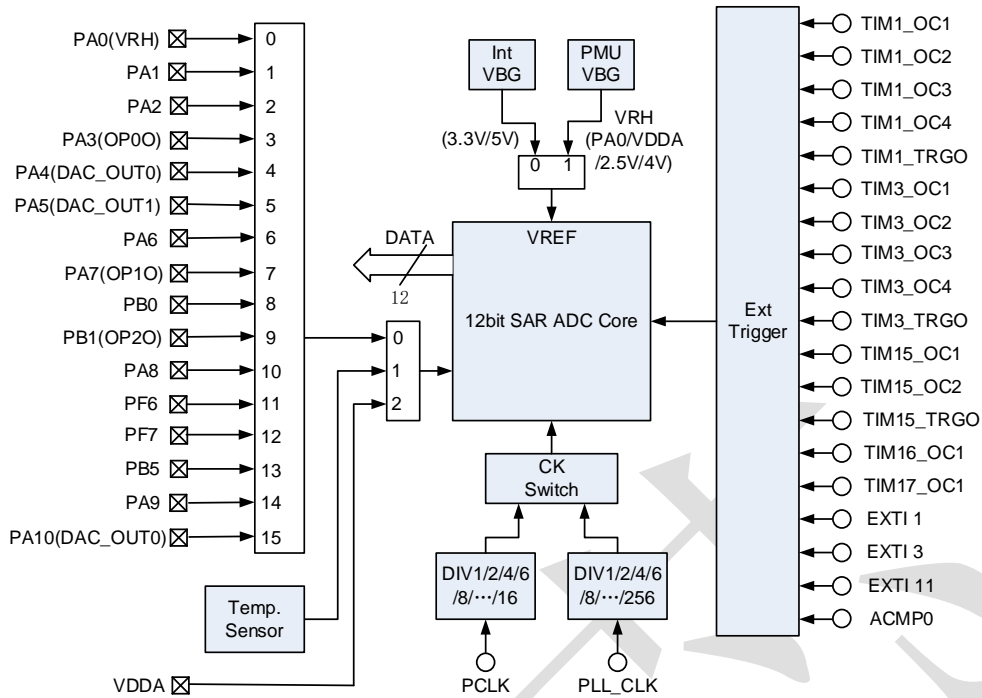 PA0(VRH)
PA1
PA2
PA3(OP0O)
PA4(DAC_OUT0)
PA5(DAC_OUT1)
PA6
PA7(OP1O)
PB0
PB1(OP2O)
PA8
PF6
PF7
PB5
PA9
PA10(DAC_OUT0)
0
1
2
3
4
5
6
7
8
9
10
11
12
13
14
15
Temp.
Sensor
VDDA
0
1
2
DATA
12
Int
VBG
PMU
VBG
(3.3V/5V)
VRH
(PA0/VDDA
/2.5V/4V)
0 1
VREF
12bit SAR ADC Core
CK
Switch
DIV1/2/4/6
/8/···/16
DIV1/2/4/6
/8/···/256
PCLK
PLL_CLK
Ext
Trigger
TIM1_OC1
TIM1_OC2
TIM1_OC3
TIM1_OC4
TIM1_TRGO
TIM3_OC1
TIM3_OC2
TIM3_OC3
TIM3_OC4
TIM3_TRGO
TIM15_OC1
TIM15_OC2
TIM15_TRGO
TIM16_OC1
TIM17_OC1
EXTI 1
EXTI 3
EXTI 11
ACMP0